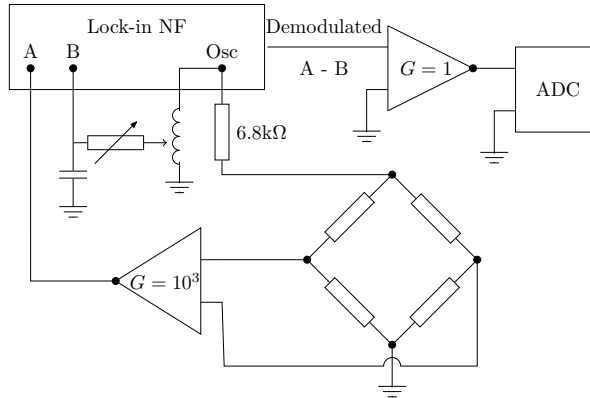 Lock-in NF
Demodulated
A
B
Osc
A - B
G = 1
ADC
6.8kΩ
G = 10³